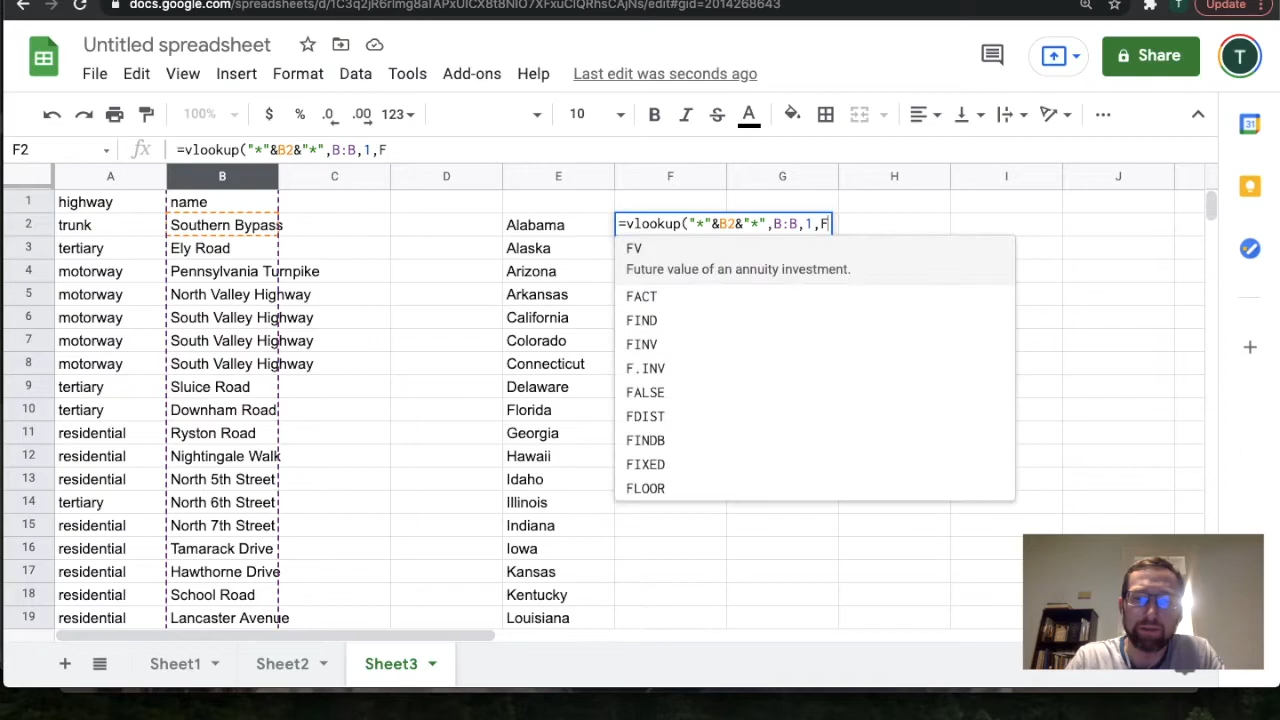 docs.google.com/spreadsheets/d/
edit#gid=2014268643
T
Update
Untitled spreadsheet
Share
T
File Edit View Insert Format Data Tools Add-ons Help Last edit was seconds ago
100% $ % .0 .00 123 10 B I S A
31
F2 fx =vlookup("*"&B2&"*",B:B,1,F
A B C D E F G H I J
1 highway name
2 trunk Southern Bypass Alabama =vlookup("*"&B2&"*",B:B,1,F
3 tertiary Ely Road Alaska FV
Future value of an annuity investment.
4 motorway Pennsylvania Turnpike Arizona
5 motorway North Valley Highway Arkansas FACT
6 motorway South Valley Highway California FIND
7 motorway South Valley Highway Colorado FINV
8 motorway South Valley Highway Connecticut F.INV
9 tertiary Sluice Road Delaware FALSE
10 tertiary Downham Road Florida FDIST
11 residential Ryston Road Georgia FINDB
12 residential Nightingale Walk Hawaii FIXED
13 residential North 5th Street Idaho FLOOR
14 tertiary North 6th Street Illinois
15 residential North 7th Street Indiana
16 residential Tamarack Drive Iowa
17 residential Hawthorne Drive Kansas
18 residential School Road Kentucky
19 residential Lancaster Avenue Louisiana
Sheet1 Sheet2 Sheet3